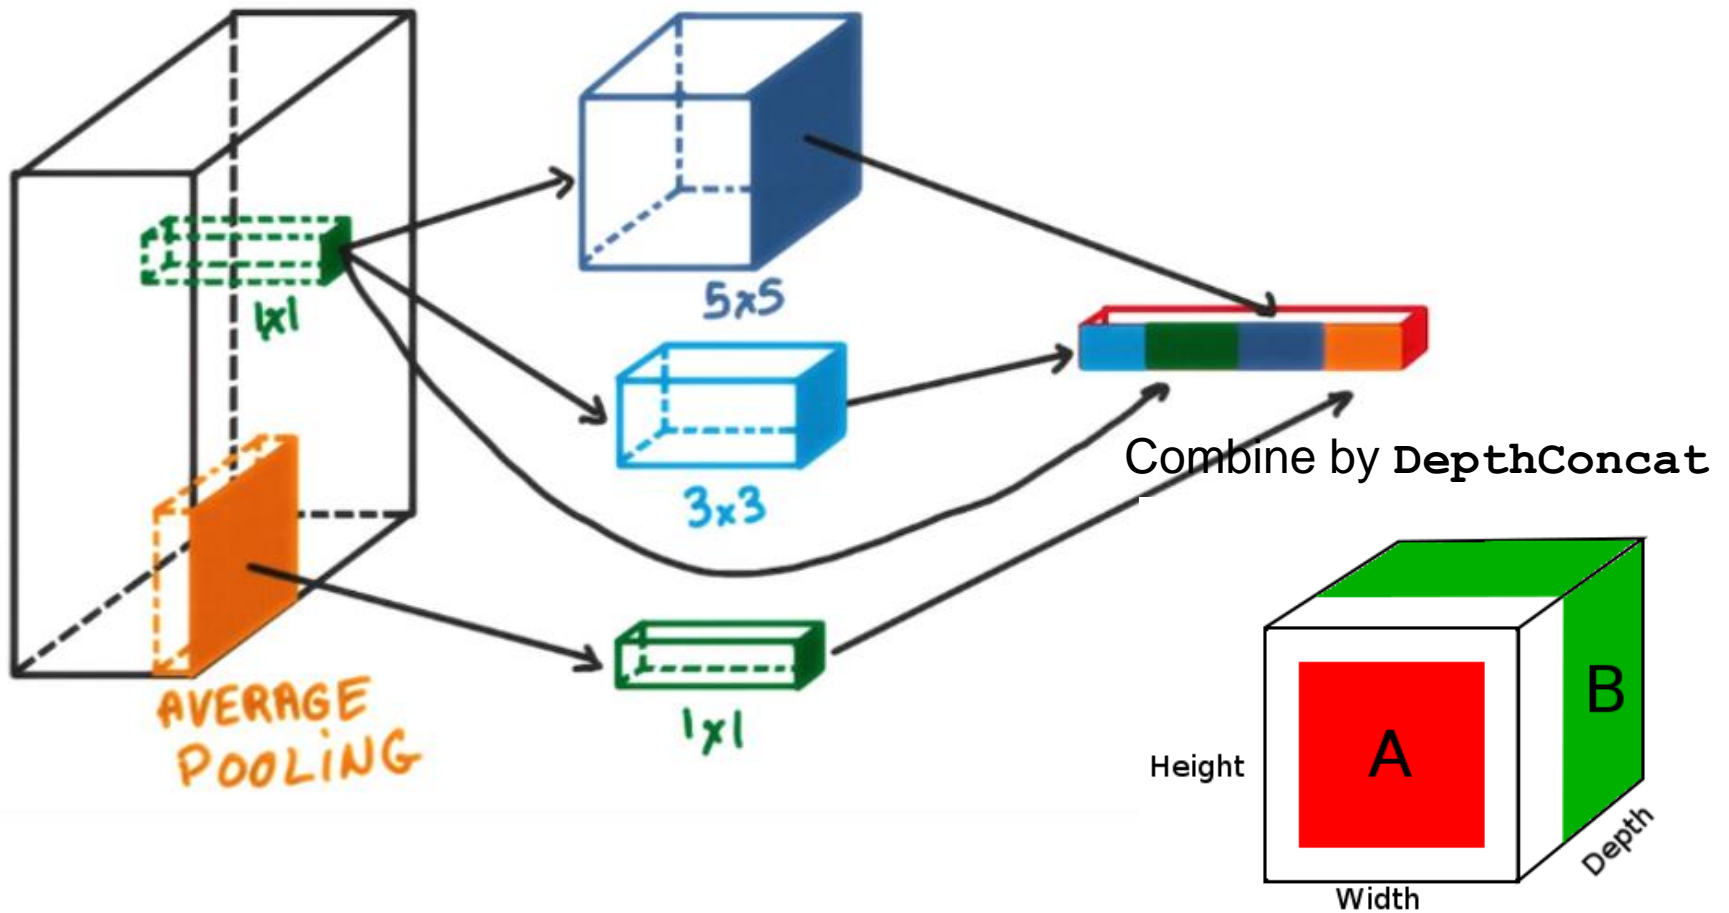 1x1
5x5
3x3
Combine by DepthConcat
AVERAGE
POOLING
1x1
A
B
Height
Width
Depth